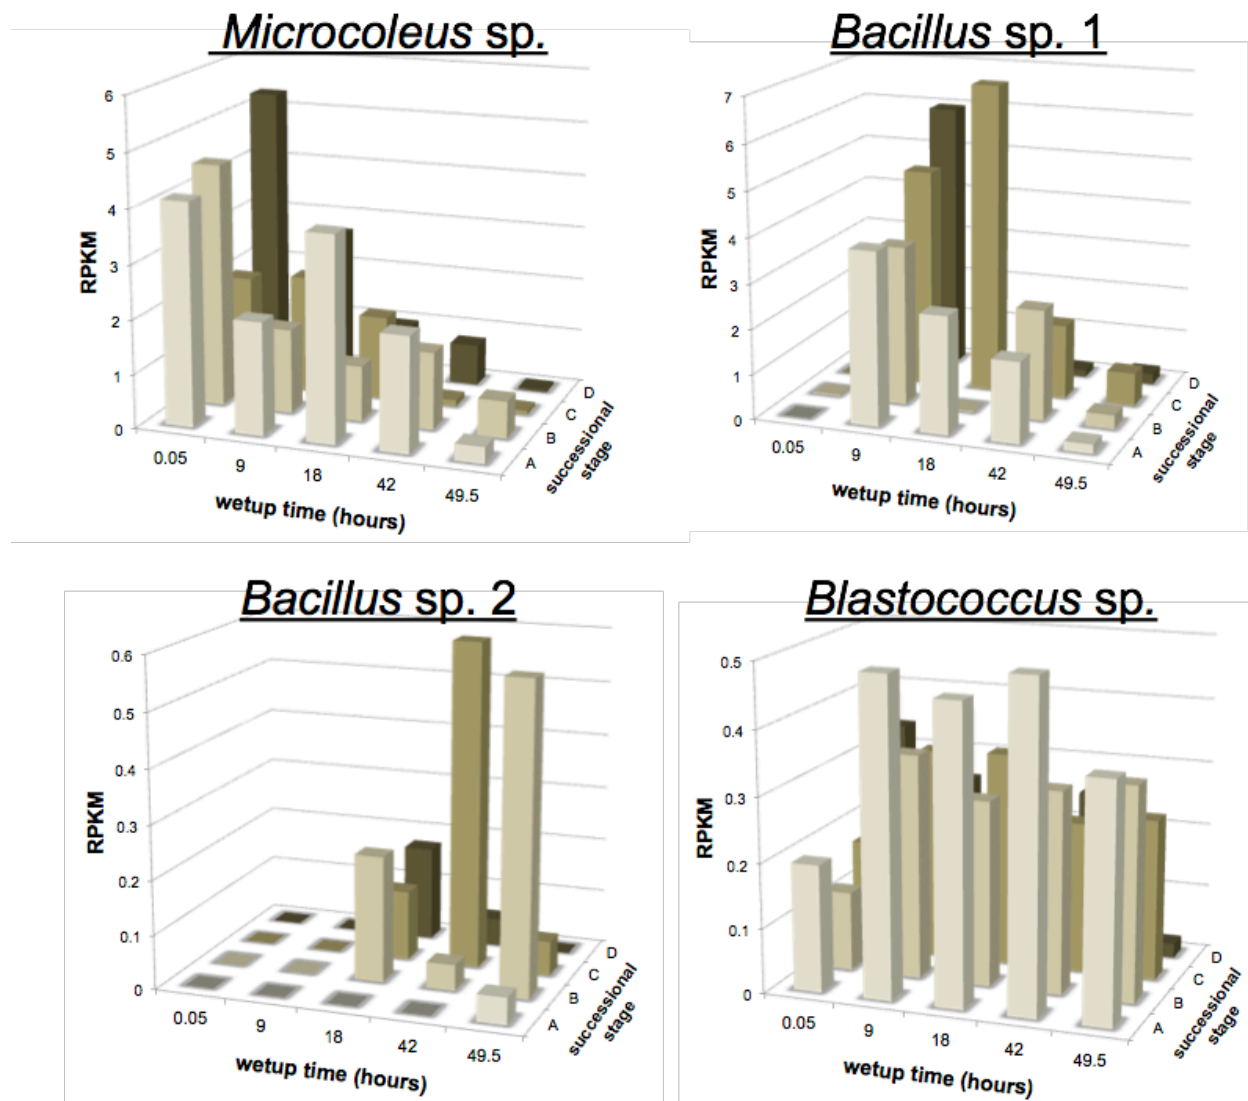 Microcoleus sp.
6
5
4
3
2
1
0
RPKM
0.05
9
18
42
49.5
wetup time (hours)
A
B
C
D
successional
stage
Bacillus sp. 1
7
6
5
4
3
2
1
0
RPKM
0.05
9
18
42
49.5
wetup time (hours)
A
B
C
D
successional
stage
Bacillus sp. 2
0.6
0.5
0.4
0.3
0.2
0.1
0
RPKM
0.05
9
18
42
49.5
wetup time (hours)
A
B
C
D
successional
stage
Blastococcus sp.
0.5
0.4
0.3
0.2
0.1
0
RPKM
0.05
9
18
42
49.5
wetup time (hours)
A
B
C
D
successional
stage